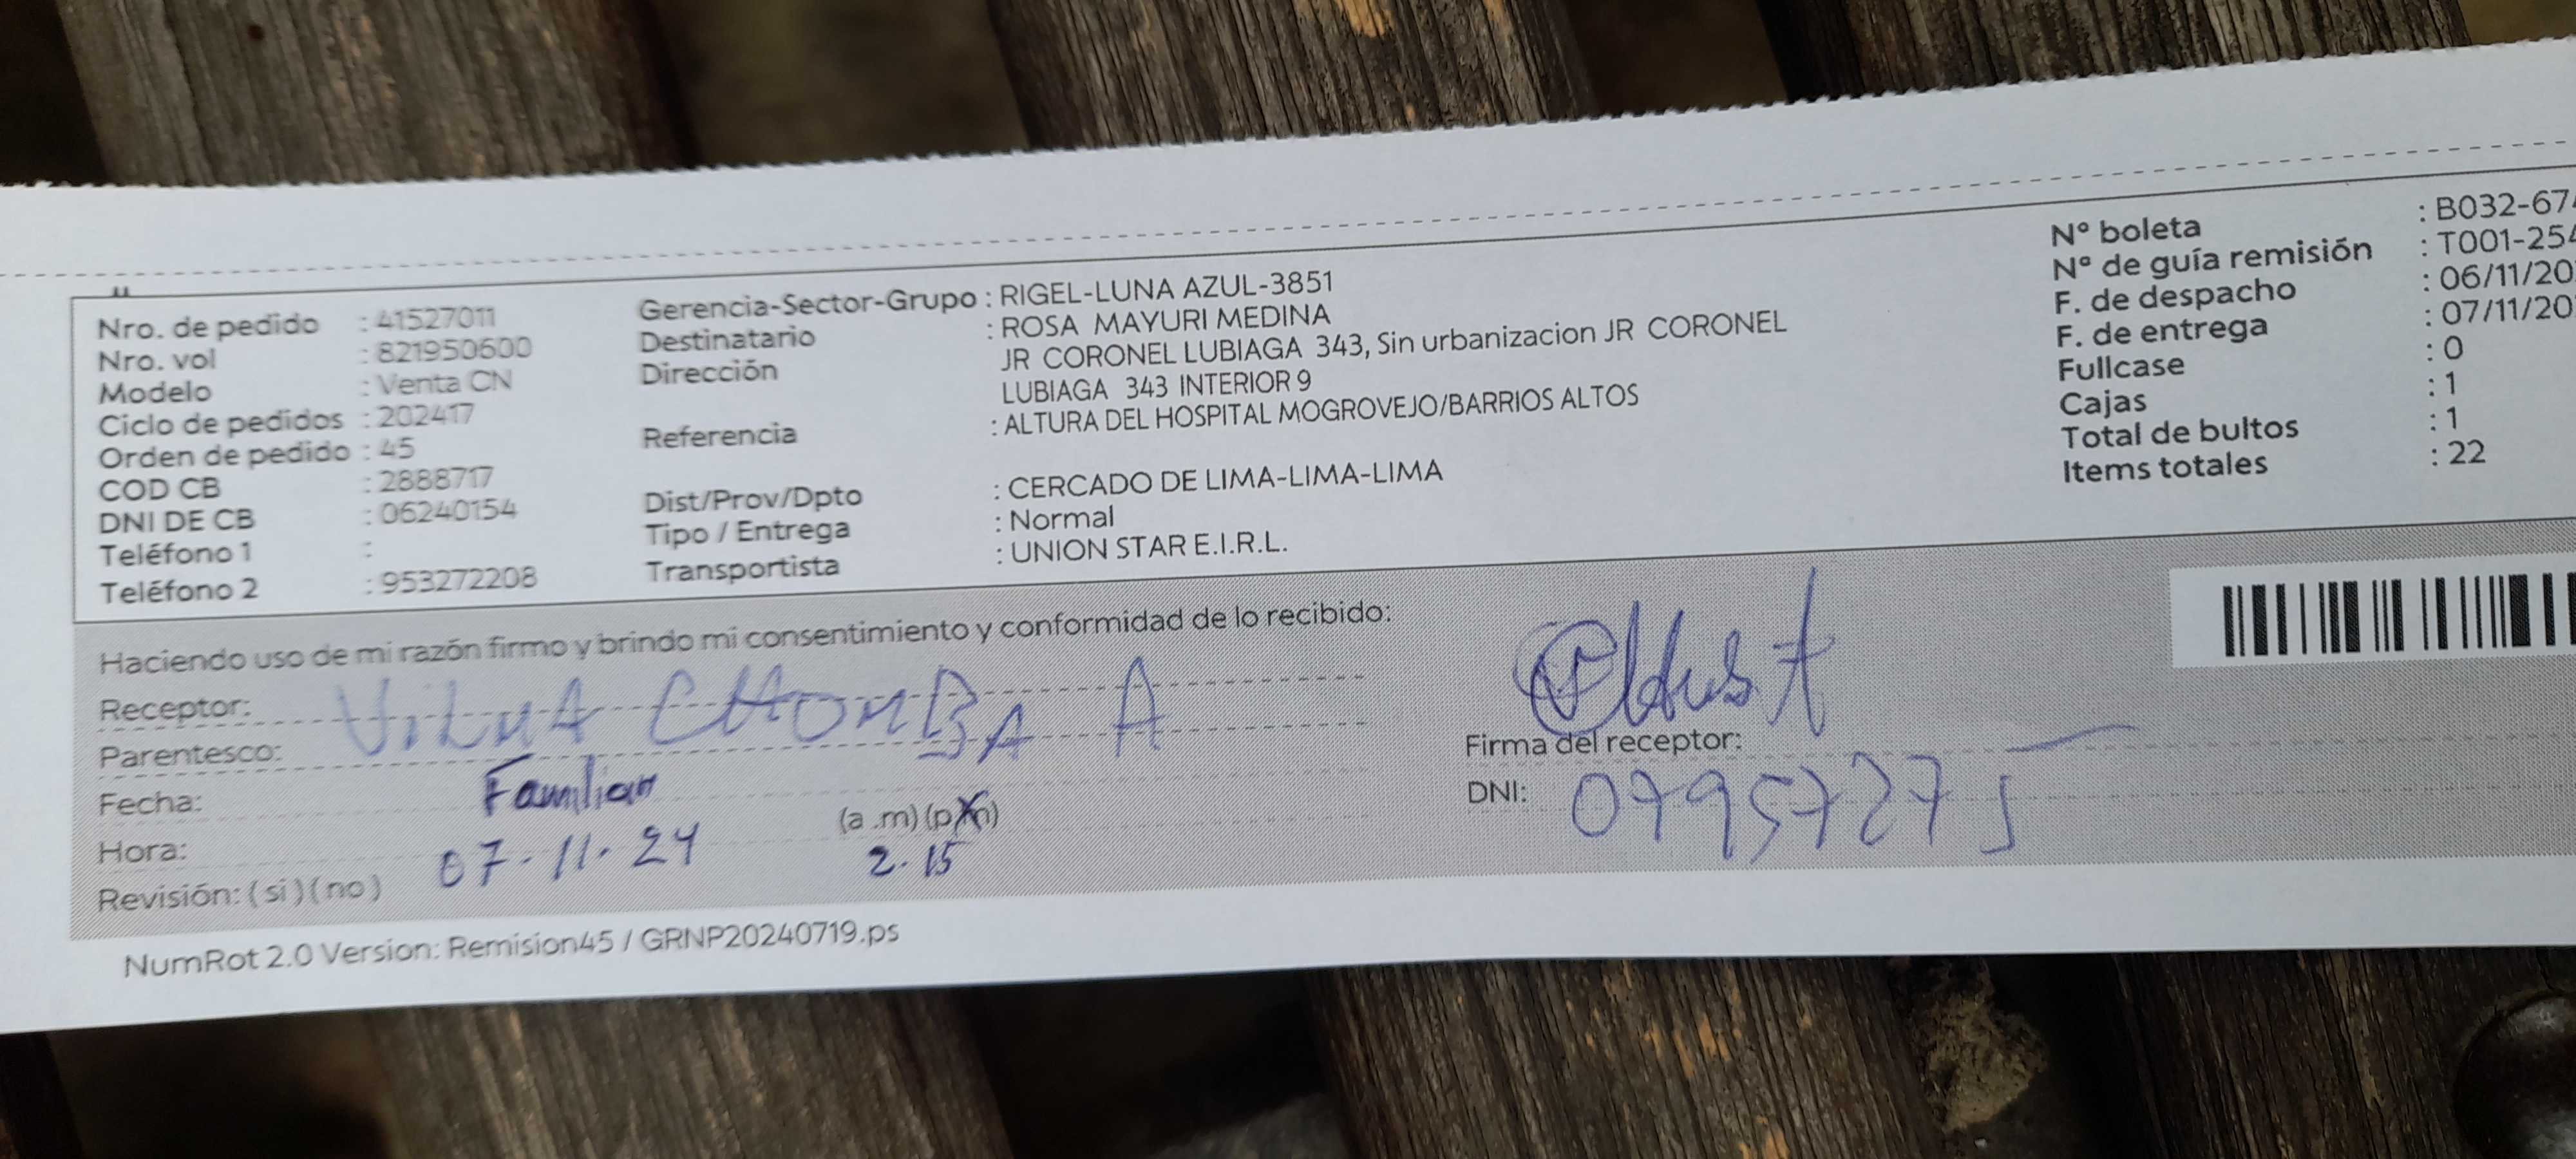 Nro. de pedido : 41527011
Nro. vol : 821950600
Modelo : Venta CN
Ciclo de pedidos : 202417
Orden de pedido : 45
COD CB : 2888717
DNI DE CB : 06240154
Teléfono 1 :
Teléfono 2 : 953272208
Gerencia-Sector-Grupo : RIGEL-LUNA AZUL-3851
Destinatario : ROSA MAYURI MEDINA
Dirección JR CORONEL LUBIAGA 343, Sin urbanizacion JR CORONEL
LUBIAGA 343 INTERIOR 9
Referencia : ALTURA DEL HOSPITAL MOGROVEJO/BARRIOS ALTOS
Dist/Prov/Dpto : CERCADO DE LIMA-LIMA-LIMA
Tipo / Entrega : Normal
Transportista : UNION STAR E.I.R.L.
Nº boleta : B032-67
Nº de guía remisión : T001-254
F. de despacho : 06/11/20
F. de entrega : 07/11/20
Fullcase : 0
Cajas : 1
Total de bultos : 1
Items totales : 22
Haciendo uso de mi razón firmo y brindo mi consentimiento y conformidad de lo recibido:
Receptor: VILMA CHOMBA A
Parentesco: Familiar
Fecha: 07-11-24
Hora: (a .m) (p.m) 2.15
Revisión: ( si ) ( no )
Firma del receptor:
DNI: 07957275
NumRot 2.0 Version: Remision45 / GRNP20240719.ps